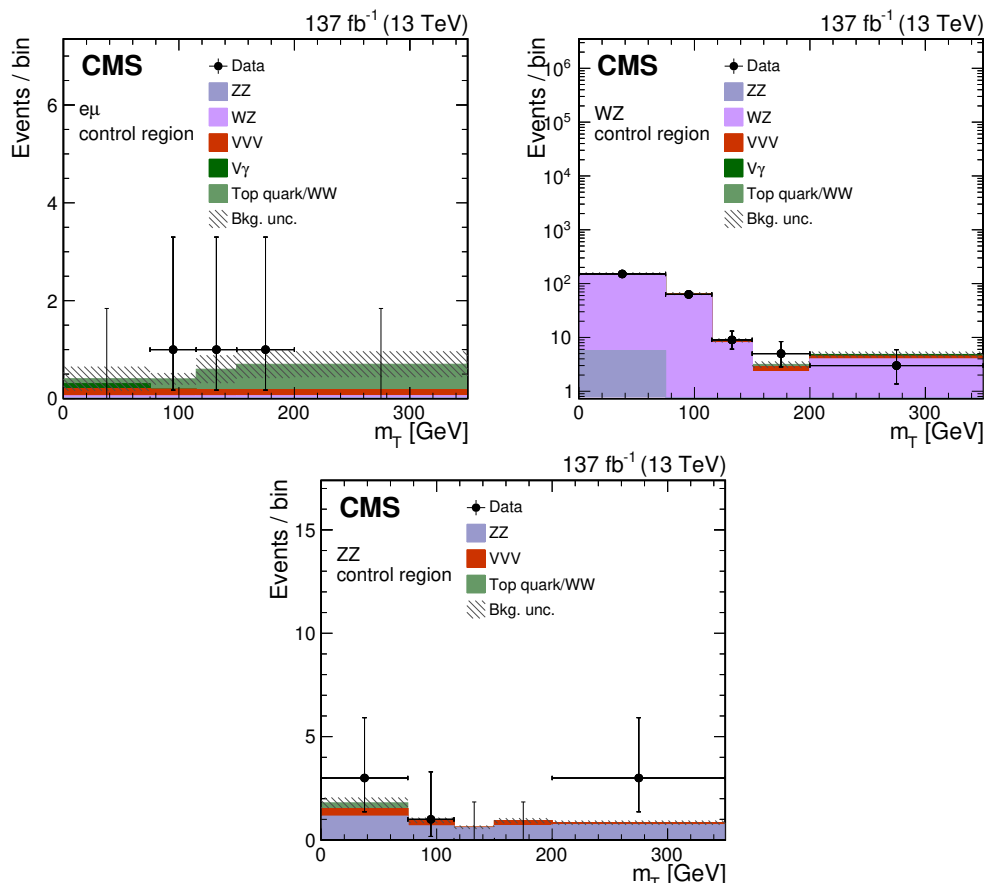 137 fb⁻¹ (13 TeV)
CMS
eμ
control region
Data
ZZ
WZ
VVV
Vγ
Top quark/WW
Bkg. unc.
Events / bin
6
4
2
0
0 100 200 300
m_T [GeV]
137 fb⁻¹ (13 TeV)
CMS
WZ
control region
Data
ZZ
WZ
VVV
Vγ
Top quark/WW
Bkg. unc.
Events / bin
10⁶
10⁵
10⁴
10³
10²
10
1
0 100 200 300
m_T [GeV]
137 fb⁻¹ (13 TeV)
CMS
ZZ
control region
Data
ZZ
VVV
Top quark/WW
Bkg. unc.
Events / bin
15
10
5
0
0 100 200 300
m_T [GeV]